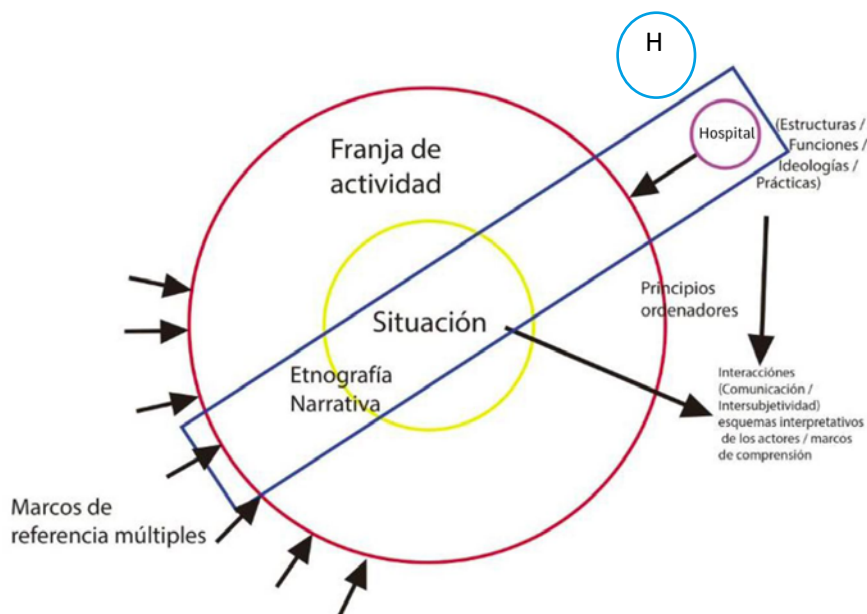 H
Hospital
(Estructuras /
Funciones /
Ideologías /
Prácticas)
Franja de
actividad
Principios
ordenadores
Situación
Etnografía
Narrativa
Interacciónes
(Comunicación /
Intersubjetividad)
esquemas interpretativos
de los actores / marcos
de comprensión
Marcos de
referencia múltiples